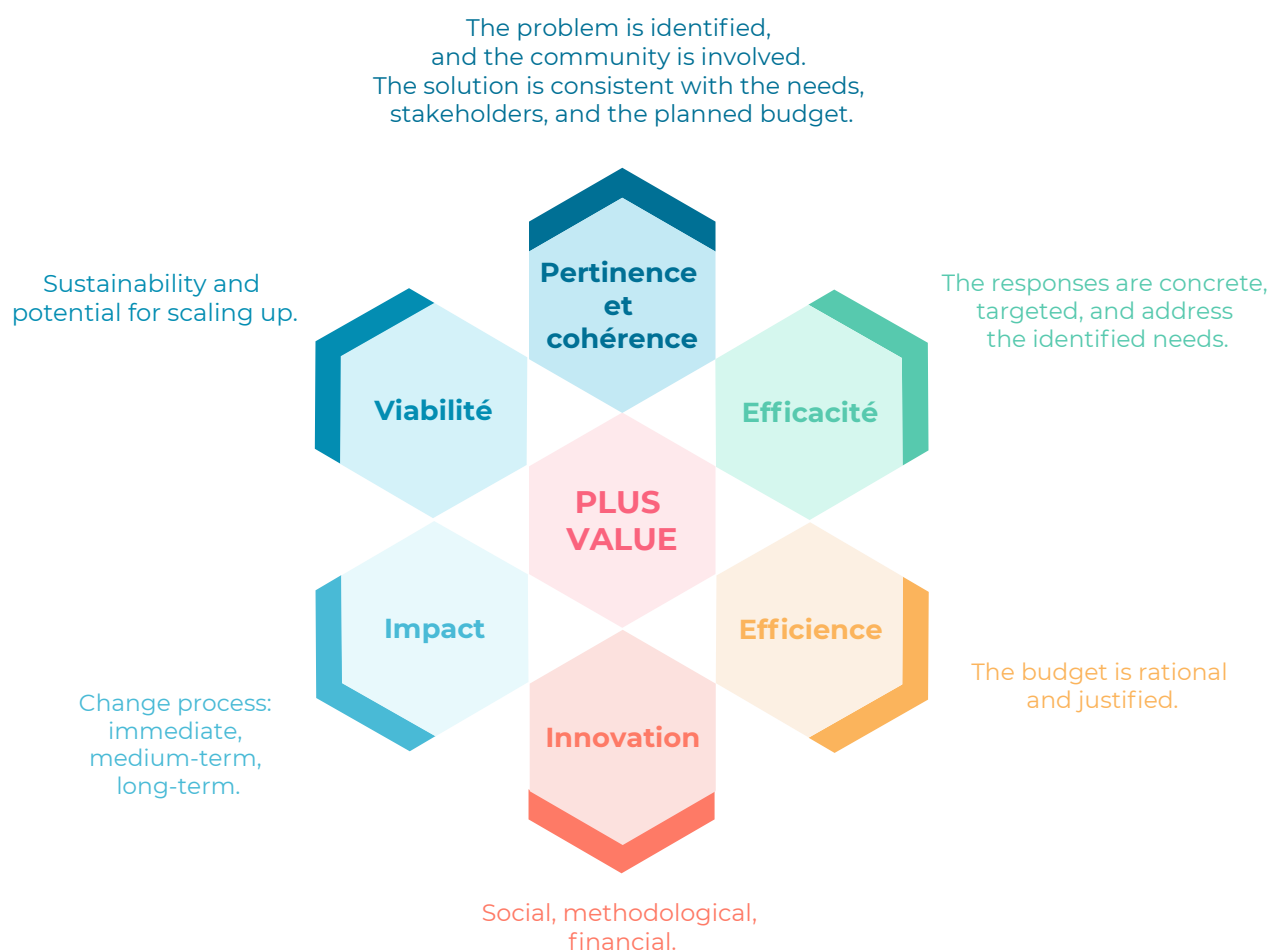 The problem is identified,
and the community is involved.
The solution is consistent with the needs,
stakeholders, and the planned budget.
Pertinence
et
cohérence
Sustainability and
potential for scaling up.
Viabilité
The responses are concrete,
targeted, and address
the identified needs.
Efficacité
PLUS
VALUE
Impact
Change process:
immediate,
medium-term,
long-term.
Efficience
The budget is rational
and justified.
Innovation
Social, methodological,
financial.